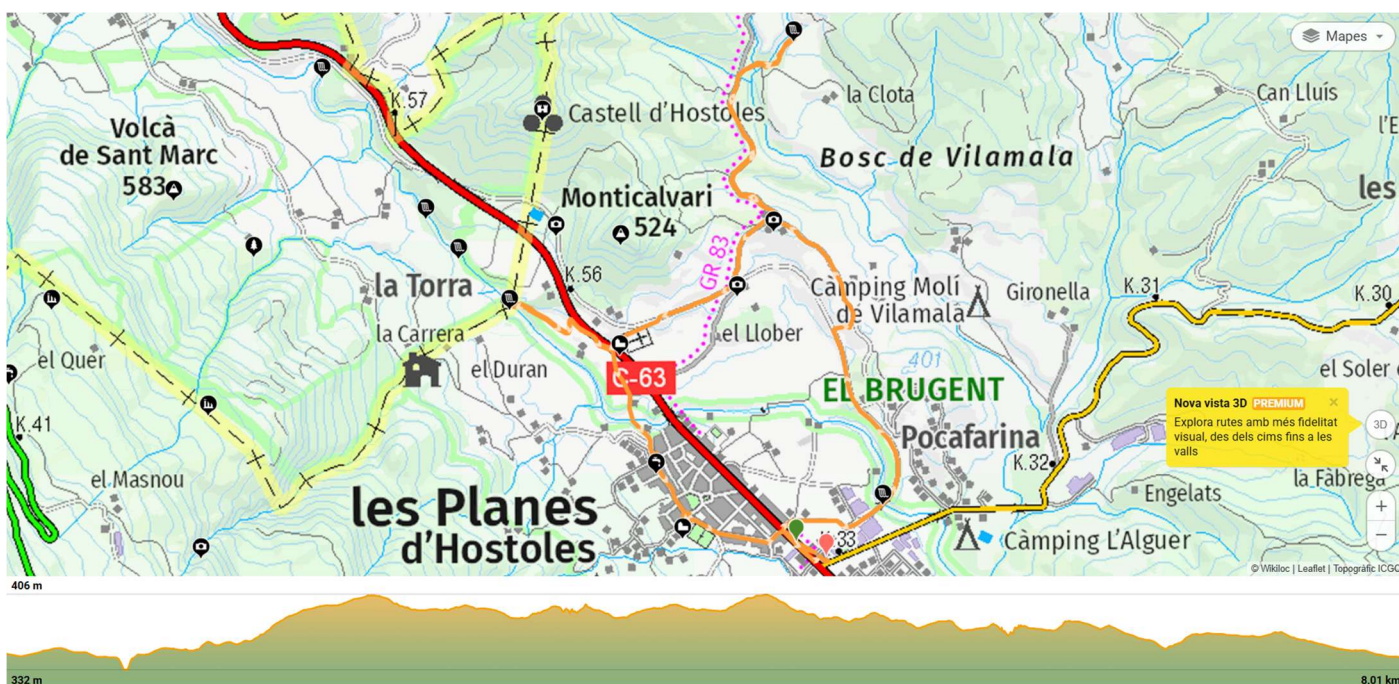 Mapes
K.57
Castell d'Hostoles
la Clota
Can Lluís
Volcà
de Sant Marc
583
Bosc de Vilamala
les
Monticalvari
524
GR 83
la Torra
K.56
Càmping Molí
de Vilamala
Gironella
K.31
K.30
la Carrera
el Llober
el Quer
el Duran
401
el Soler
C-63
EL BRUGENT
Nova vista 3D PREMIUM
Explora rutes amb més fidelitat
visual, des dels cims fins a les
valls
3D
K.41
Pocafarina
K.32
el Masnou
la Fàbrega
Engelats
les Planes
d'Hostoles
33
Càmping L'Alguer
© Wikiloc | Leaflet | Topogràfic ICGC
406 m
332 m
8,01 km